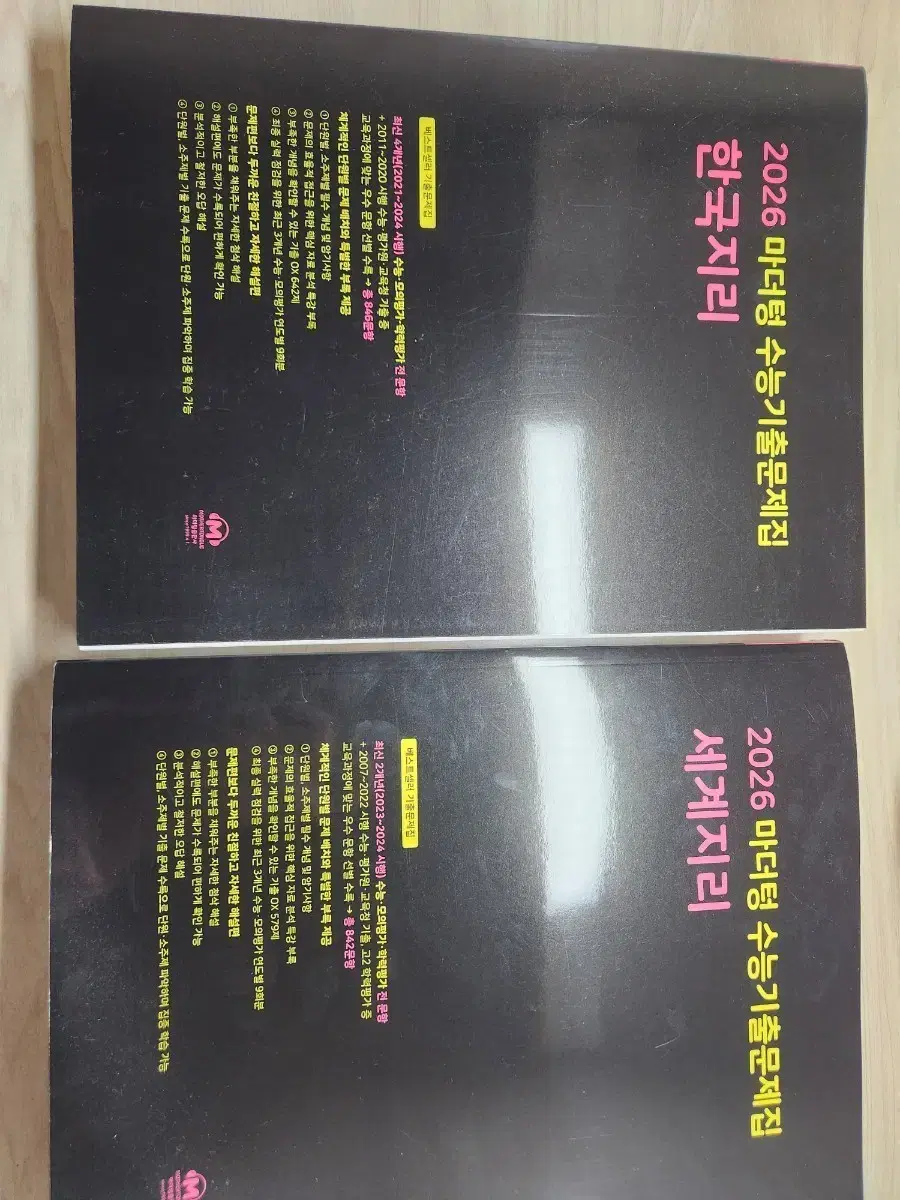 2026 마더텅 수능기출문제집
한국지리
베스트셀러 기출문제집
최신 4개년(2021~2024 시행) 수능·모의평가·학력평가 전 문항
+ 2011~2020 시행 수능·평가원·교육청 기출 중
교육과정에 맞는 우수 문항 선별 수록 → 총 846문항
체계적인 단원별 문제 배치와 특별한 부록 제공
① 단원별 소주제별 필수 개념 및 암기사항
② 문제의 효율적 접근을 위한 핵심 자료 분석 특강 부록
③ 부족한 개념을 확인할 수 있는 기출 OX 642제
④ 최종 실력 점검을 위한 최근 3개년 수능·모의평가 연도별 9회분
문제편보다 두꺼운 친절하고 자세한 해설편
① 부족한 부분을 채워주는 자세한 첨삭 해설
② 해설편에도 문제가 수록되어 편하게 확인 가능
③ 분석적이고 철저한 오답 해설
④ 단원별, 소주제별 기출 문제 수록으로 단원·소주제 파악하며 집중 학습 가능
2026 마더텅 수능기출문제집
세계지리
베스트셀러 기출문제집
최신 2개년(2023~2024 시행) 수능·모의평가·학력평가 전 문항
+ 2007~2022 시행 수능·평가원·교육청 기출, 고2 학력평가 중
교육과정에 맞는 우수 문항 선별 수록 → 총 842문항
체계적인 단원별 문제 배치와 특별한 부록 제공
① 단원별 소주제별 필수 개념 및 암기사항
② 문제의 효율적 접근을 위한 핵심 자료 분석 특강 부록
③ 부족한 개념을 확인할 수 있는 기출 OX 579제
④ 최종 실력 점검을 위한 최근 3개년 수능·모의평가 연도별 9회분
문제편보다 두꺼운 친절하고 자세한 해설편
① 부족한 부분을 채워주는 자세한 첨삭 해설
② 해설편에도 문제가 수록되어 편하게 확인 가능
③ 분석적이고 철저한 오답 해설
④ 단원별, 소주제별 기출 문제 수록으로 단원·소주제 파악하며 집중 학습 가능